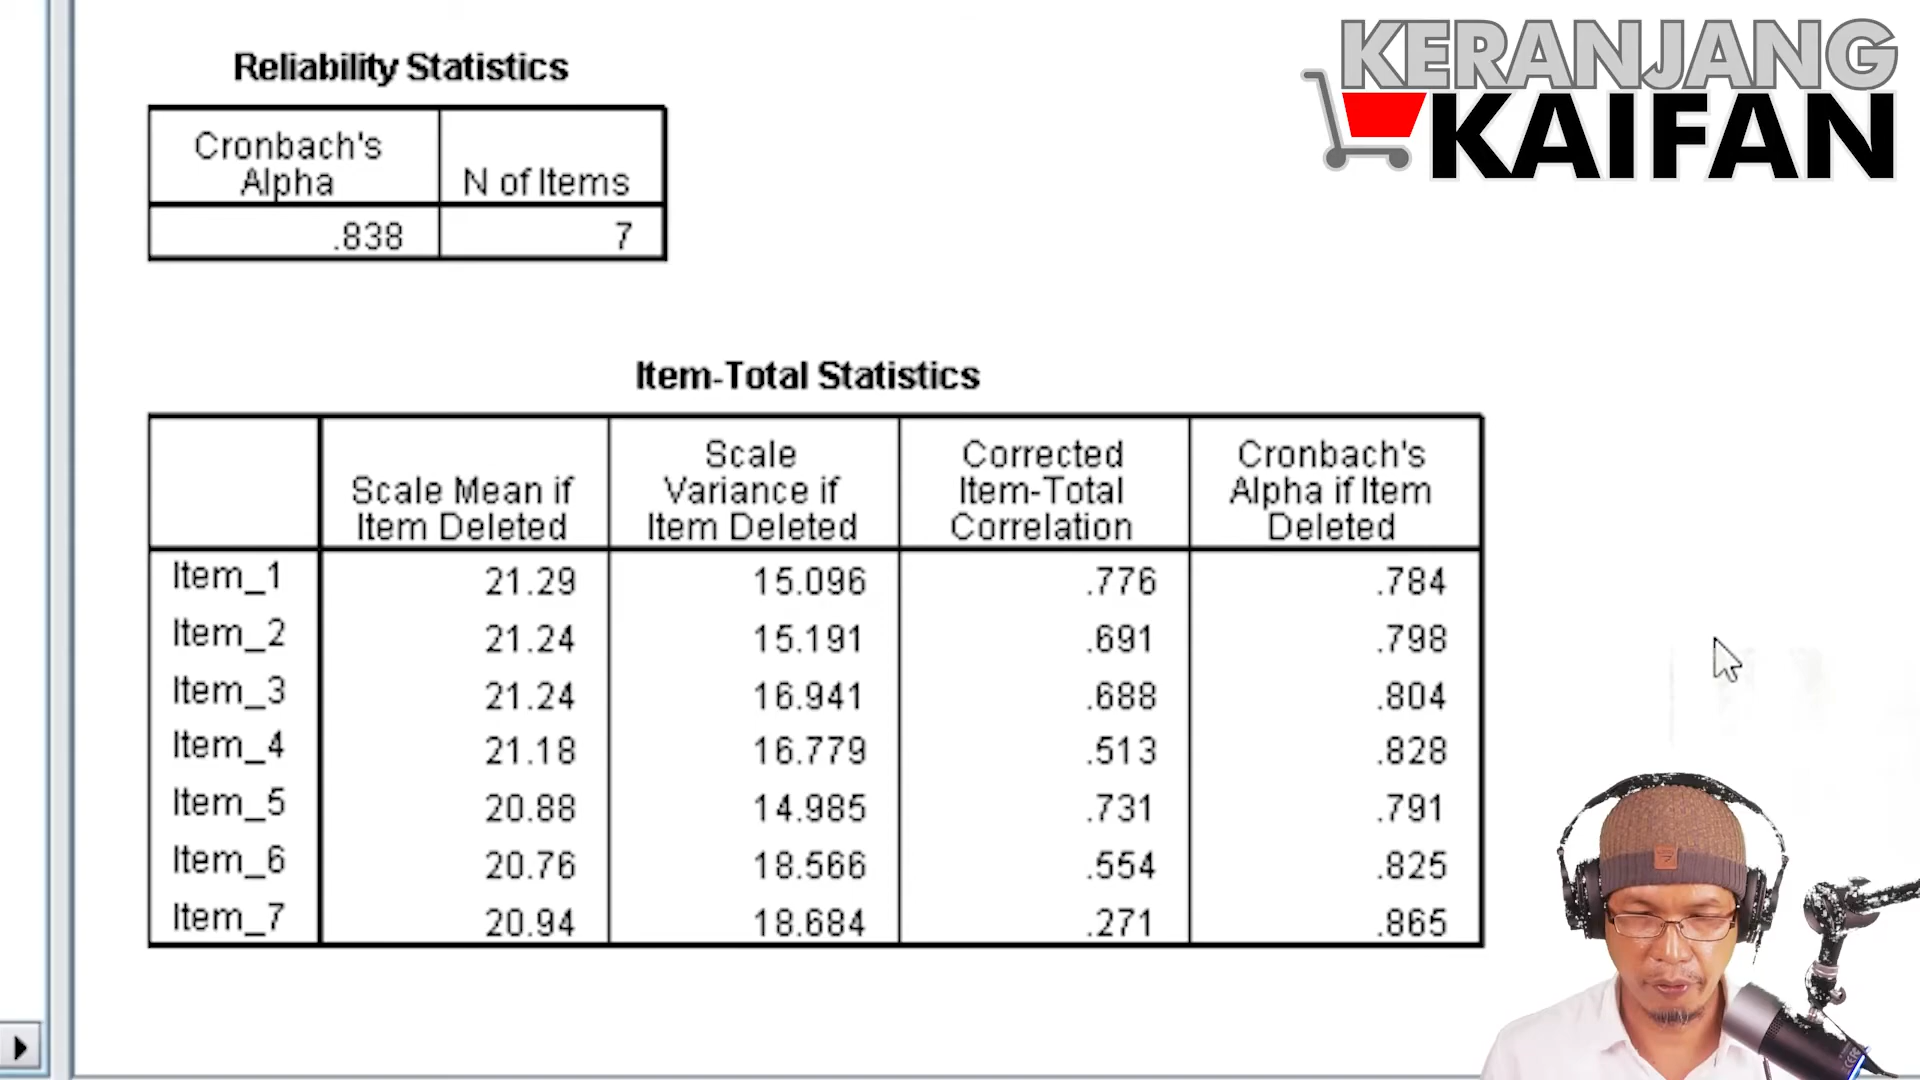 KERANJANG
KAIFAN
Reliability Statistics
Cronbach's Alpha N of Items
.838 7
Item-Total Statistics
Scale Mean if Item Deleted Scale Variance if Item Deleted Corrected Item-Total Correlation Cronbach's Alpha if Item Deleted
Item_1 21.29 15.096 .776 .784
Item_2 21.24 15.191 .691 .798
Item_3 21.24 16.941 .688 .804
Item_4 21.18 16.779 .513 .828
Item_5 20.88 14.985 .731 .791
Item_6 20.76 18.566 .554 .825
Item_7 20.94 18.684 .271 .865